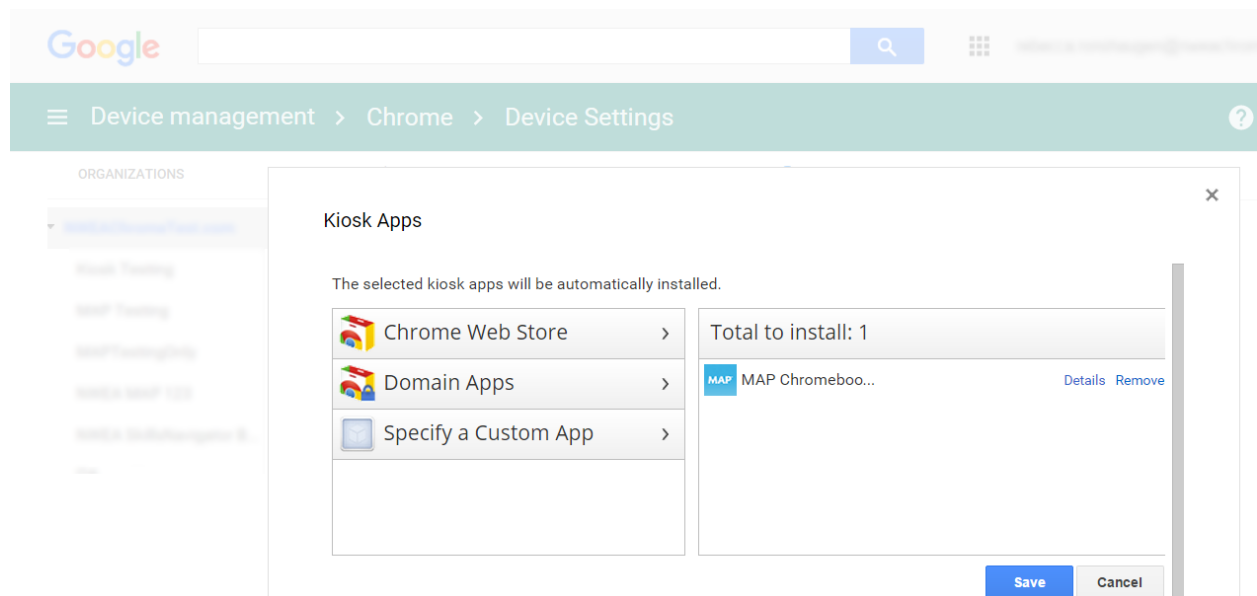 Google
Device management > Chrome > Device Settings
ORGANIZATIONS
Kiosk Apps
The selected kiosk apps will be automatically installed.
Chrome Web Store
Domain Apps
Specify a Custom App
Total to install: 1
MAP MAP Chromeboo... Details Remove
Save Cancel